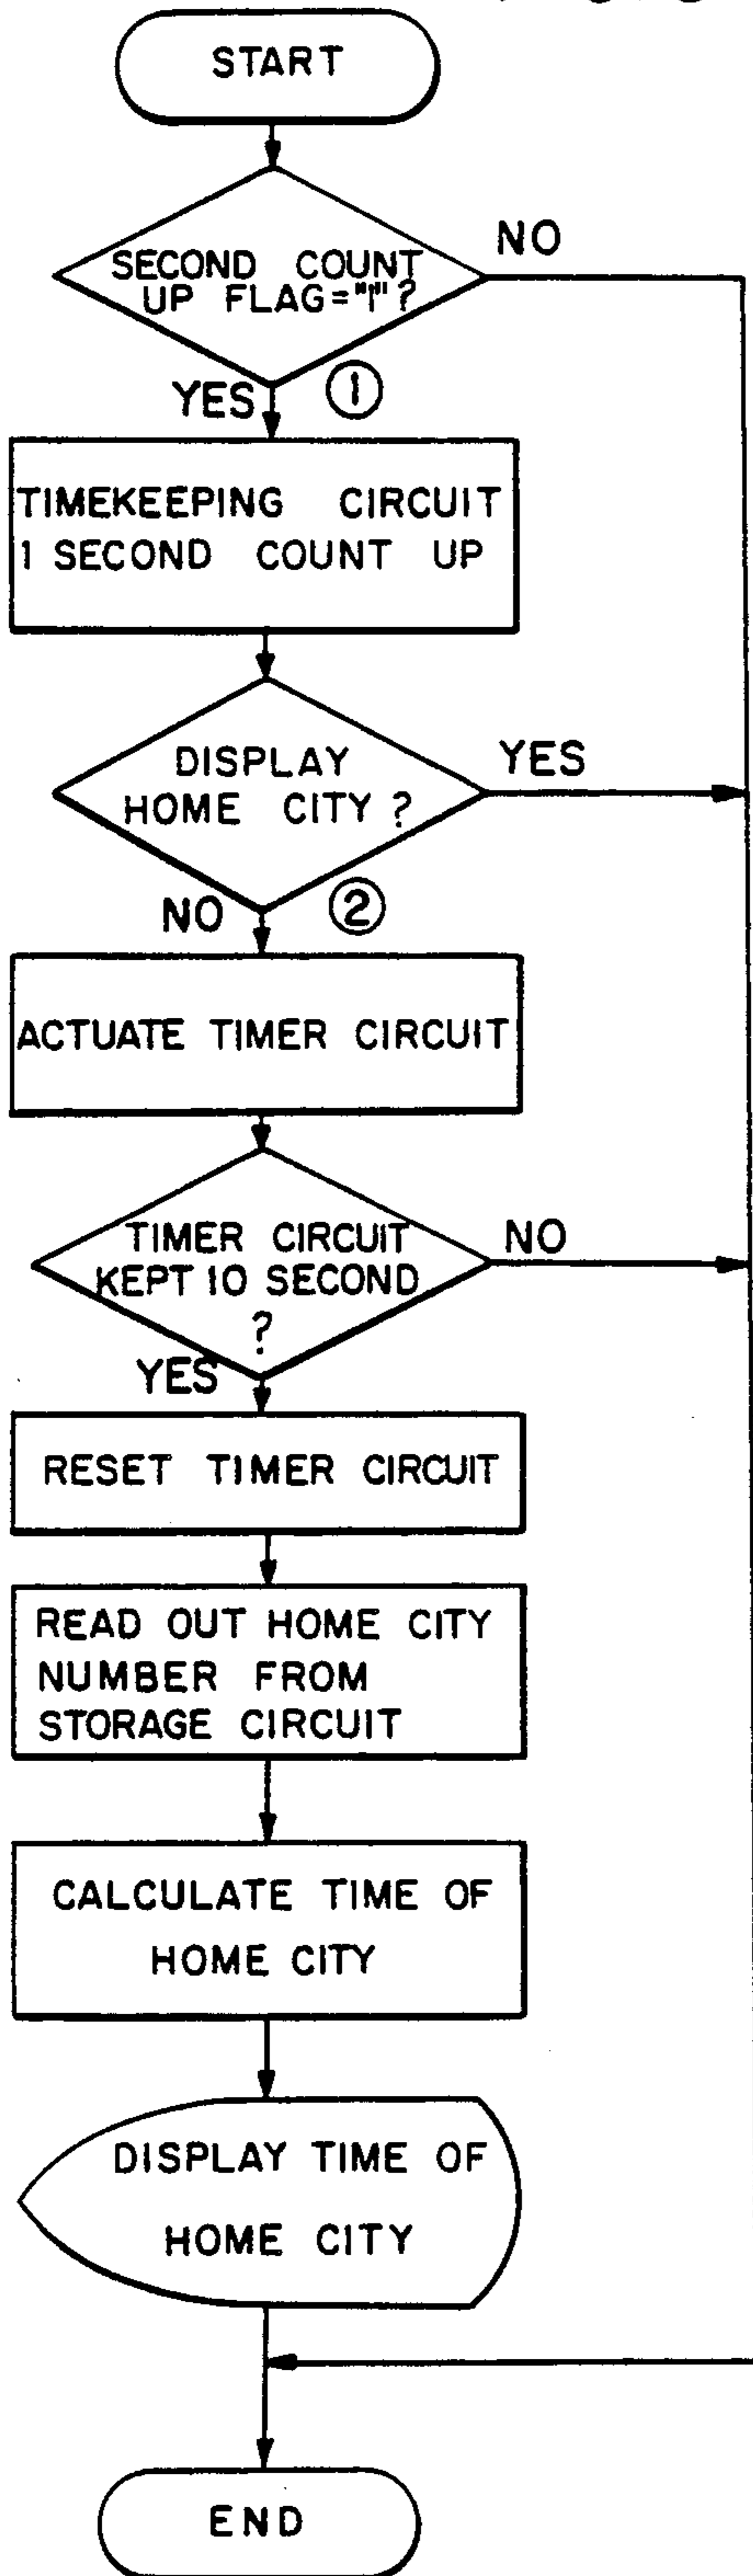 START
SECOND COUNT
UP FLAG="1"?
NO
YES
①
TIMEKEEPING CIRCUIT
1 SECOND COUNT UP
DISPLAY
HOME CITY ?
YES
NO
②
ACTUATE TIMER CIRCUIT
TIMER CIRCUIT
KEPT 10 SECOND
?
NO
YES
RESET TIMER CIRCUIT
READ OUT HOME CITY
NUMBER FROM
STORAGE CIRCUIT
CALCULATE TIME OF
HOME CITY
DISPLAY TIME OF
HOME CITY
END